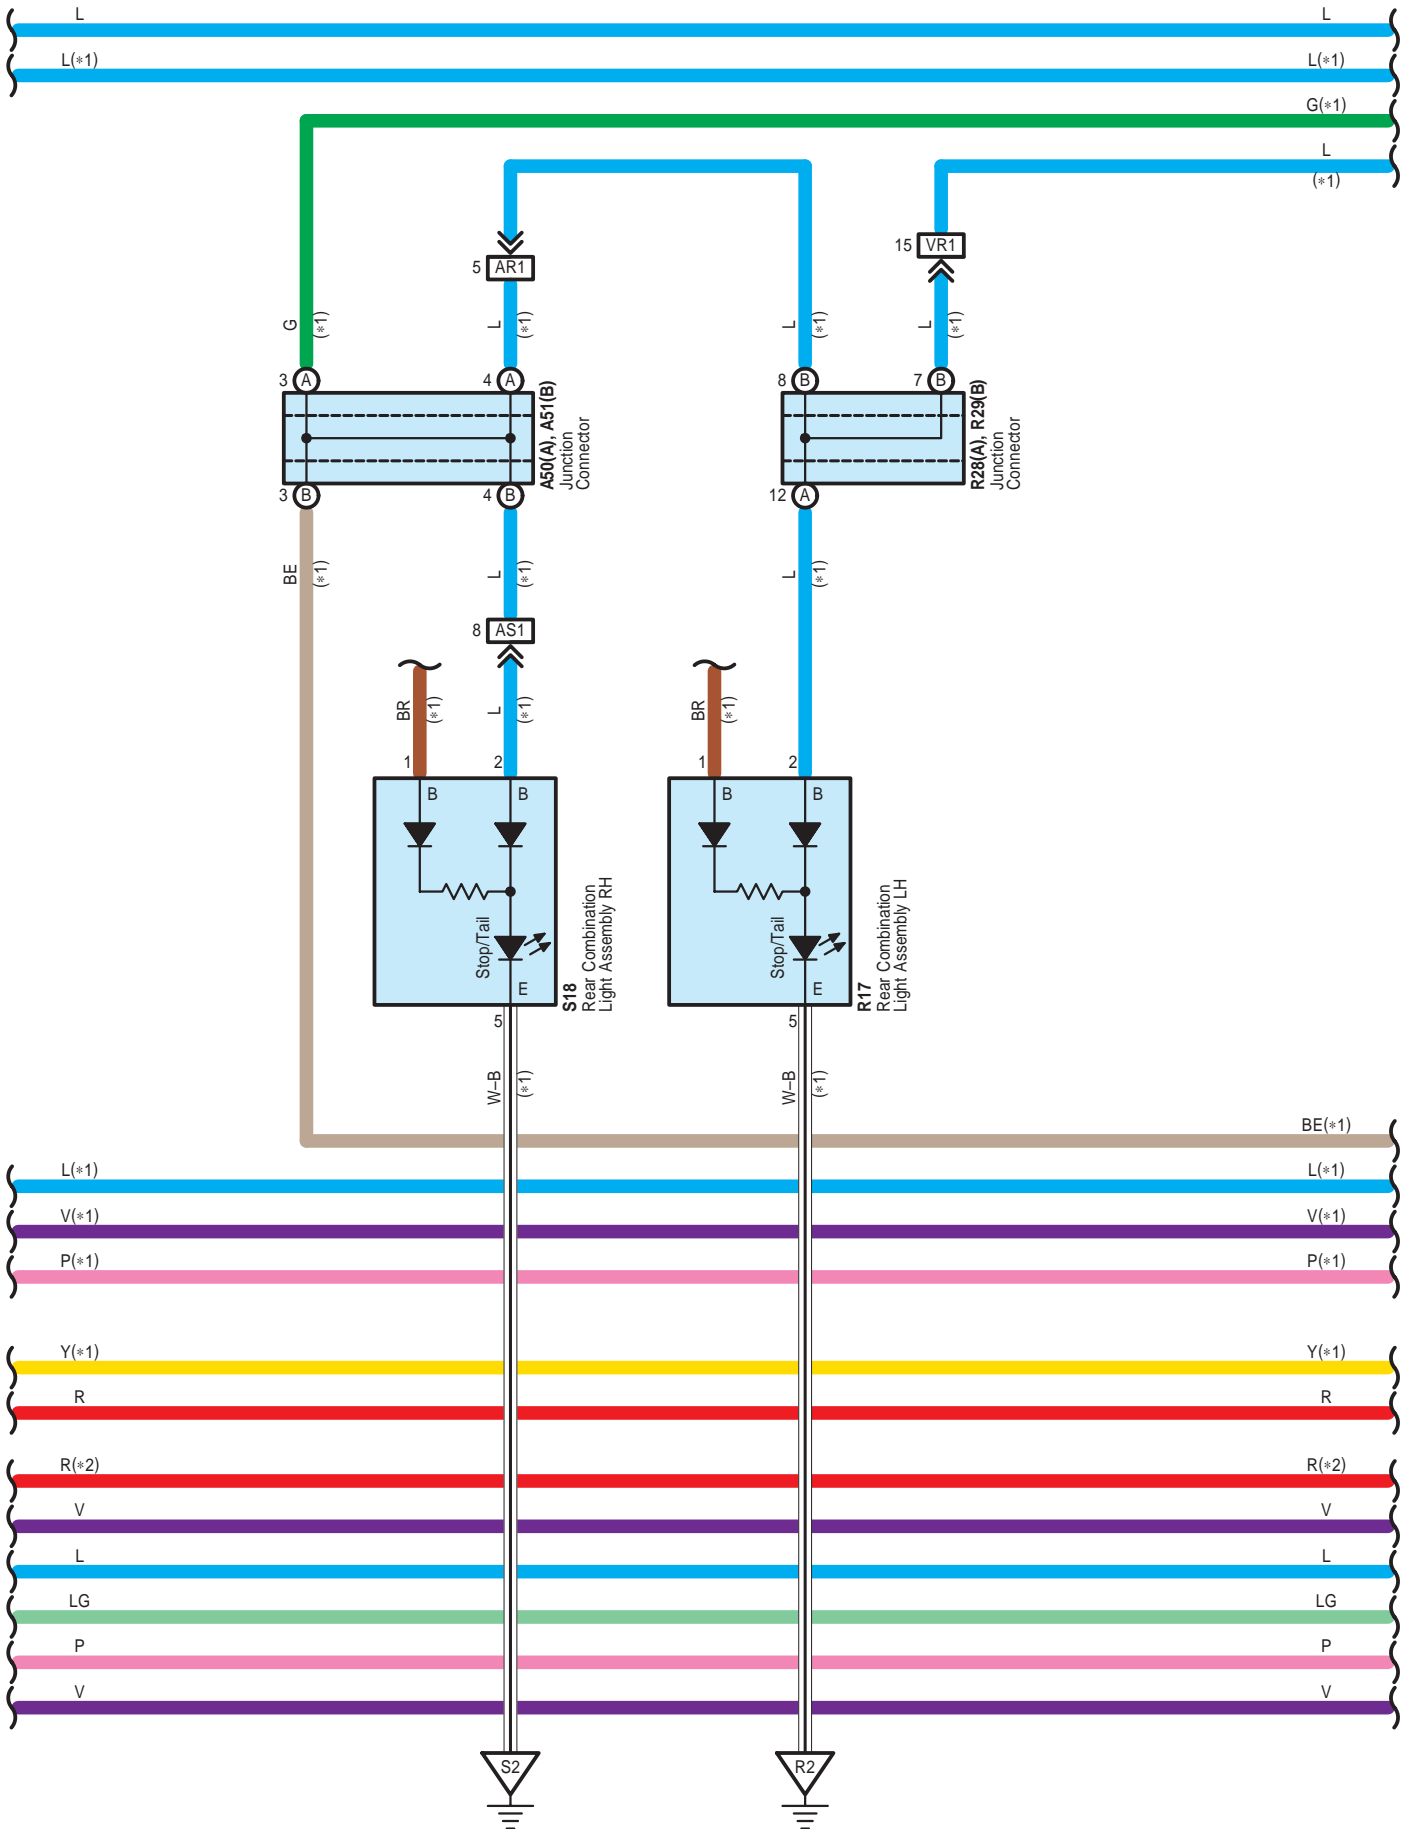 L L
L(*1) L(*1)
G(*1)
L
(*1)
15 VR1
5 AR1
G (*1) L (*1) L (*1) L (*1)
3 A 4 A 8 B 7 B
A50(A), A51(B)
Junction
Connector
R28(A), R29(B)
Junction
Connector
3 B 4 B 12 A
BE (*1) L (*1) L (*1)
8 AS1
BR (*1) L (*1) BR (*1)
1 2 1 2
B B B B
Stop/Tail
E
S18
Rear Combination
Light Assembly RH
Stop/Tail
E
R17
Rear Combination
Light Assembly LH
5 5
W–B (*1) W–B (*1)
BE(*1)
L(*1) L(*1)
V(*1) V(*1)
P(*1) P(*1)
Y(*1) Y(*1)
R R
R(*2) R(*2)
V V
L L
LG LG
P P
V V
S2 R2